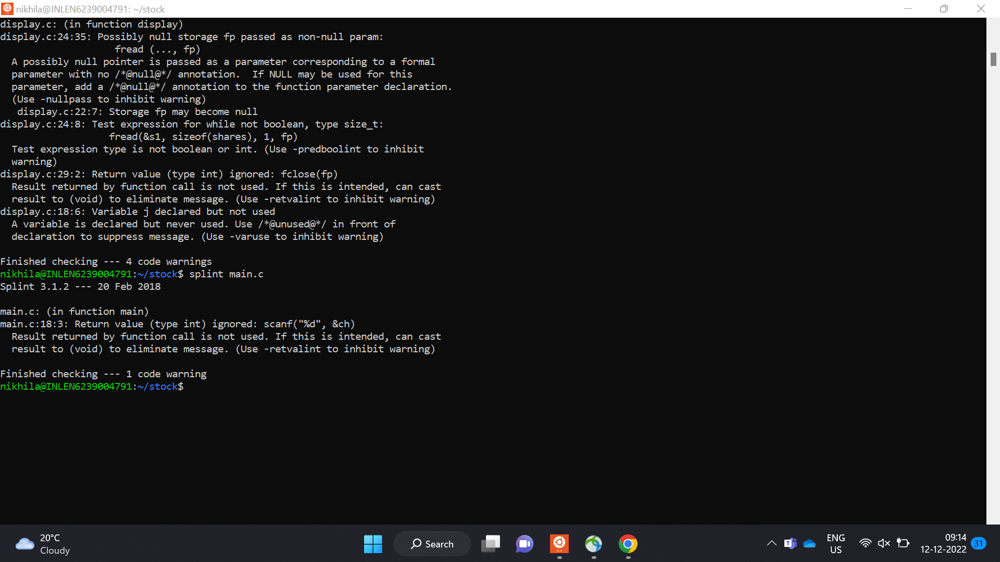 nikhila@INLEN6239004791: ~/stock
display.c: (in function display)
display.c:24:35: Possibly null storage fp passed as non-null param:
                    fread (..., fp)
  A possibly null pointer is passed as a parameter corresponding to a formal
  parameter with no /*@null@*/ annotation.  If NULL may be used for this
  parameter, add a /*@null@*/ annotation to the function parameter declaration.
  (Use -nullpass to inhibit warning)
   display.c:22:7: Storage fp may become null
display.c:24:8: Test expression for while not boolean, type size_t:
                   fread(&s1, sizeof(shares), 1, fp)
  Test expression type is not boolean or int. (Use -predboolint to inhibit
  warning)
display.c:29:2: Return value (type int) ignored: fclose(fp)
  Result returned by function call is not used. If this is intended, can cast
  result to (void) to eliminate message. (Use -retvalint to inhibit warning)
display.c:18:6: Variable j declared but not used
  A variable is declared but never used. Use /*@unused@*/ in front of
  declaration to suppress message. (Use -varuse to inhibit warning)

Finished checking --- 4 code warnings
nikhila@INLEN6239004791:~/stock$ splint main.c
Splint 3.1.2 --- 20 Feb 2018

main.c: (in function main)
main.c:18:3: Return value (type int) ignored: scanf("%d", &ch)
  Result returned by function call is not used. If this is intended, can cast
  result to (void) to eliminate message. (Use -retvalint to inhibit warning)

Finished checking --- 1 code warning
nikhila@INLEN6239004791:~/stock$
20°C
Cloudy
Search
ENG
US
09:14
12-12-2022
31